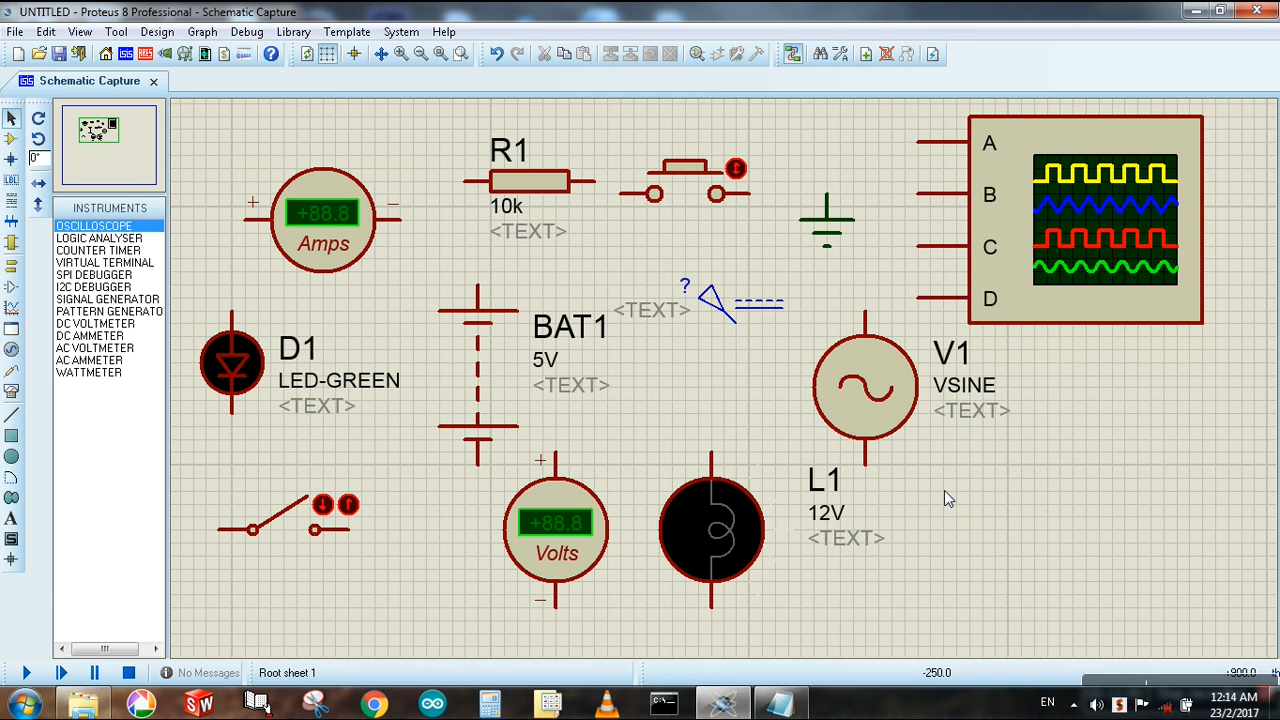 UNTITLED - Proteus 8 Professional - Schematic Capture
File Edit View Tool Design Graph Debug Library Template System Help
Schematic Capture
0°
INSTRUMENTS
OSCILLOSCOPE
LOGIC ANALYSER
COUNTER TIMER
VIRTUAL TERMINAL
SPI DEBUGGER
I2C DEBUGGER
SIGNAL GENERATOR
PATTERN GENERATO
DC VOLTMETER
DC AMMETER
AC VOLTMETER
AC AMMETER
WATTMETER
+88.8
Amps
R1
10k
<TEXT>
A
B
C
D
?
<TEXT>
D1
LED-GREEN
<TEXT>
BAT1
5V
<TEXT>
V1
VSINE
<TEXT>
+88.8
Volts
L1
12V
<TEXT>
No Messages
Root sheet 1
-250.0
EN
12:14 AM
23/2/2017